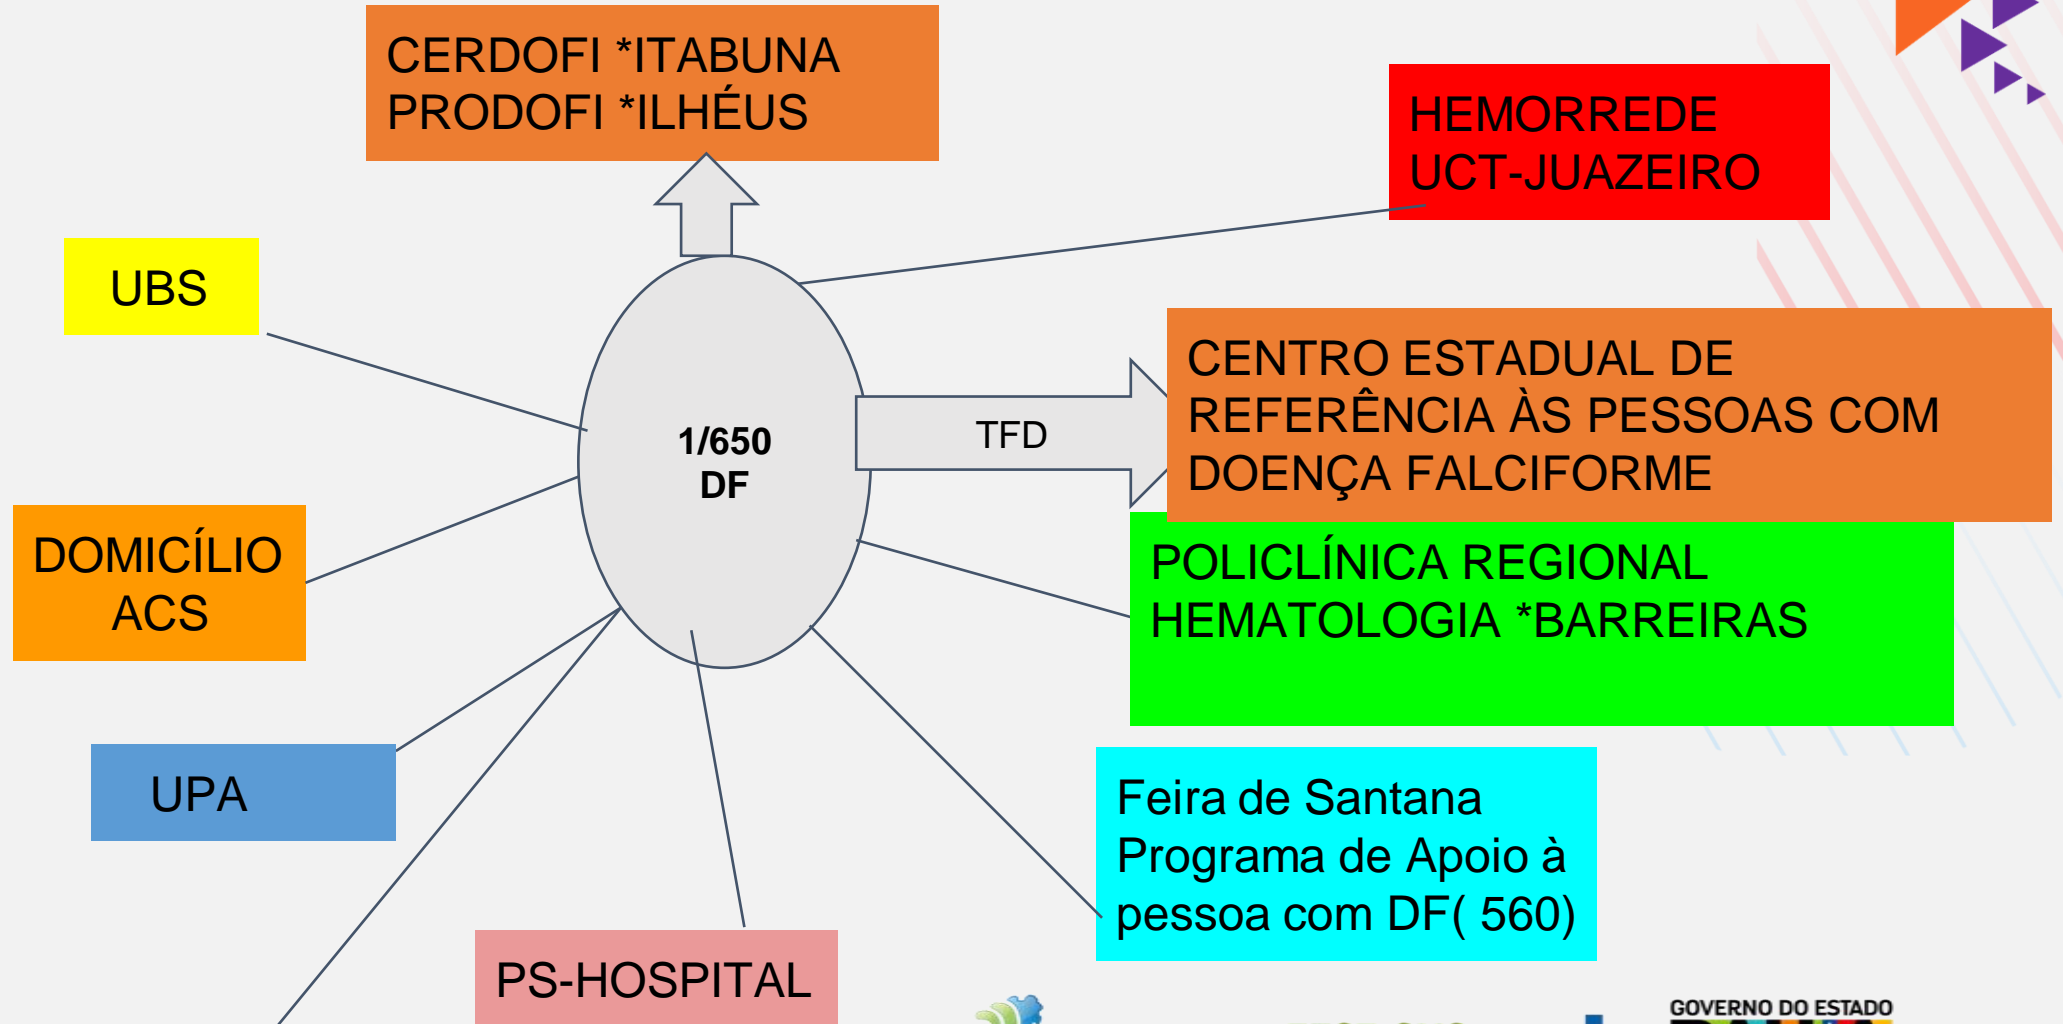 CERDOFI *ITABUNA
PRODOFI *ILHÉUS
HEMORREDE
UCT-JUAZEIRO
UBS
CENTRO ESTADUAL DE
REFERÊNCIA ÀS PESSOAS COM
DOENÇA FALCIFORME
TFD
1/650
DF
DOMICÍLIO
ACS
POLICLÍNICA REGIONAL
HEMATOLOGIA *BARREIRAS
UPA
Feira de Santana
Programa de Apoio à
pessoa com DF( 560)
PS-HOSPITAL
GOVERNO DO ESTADO